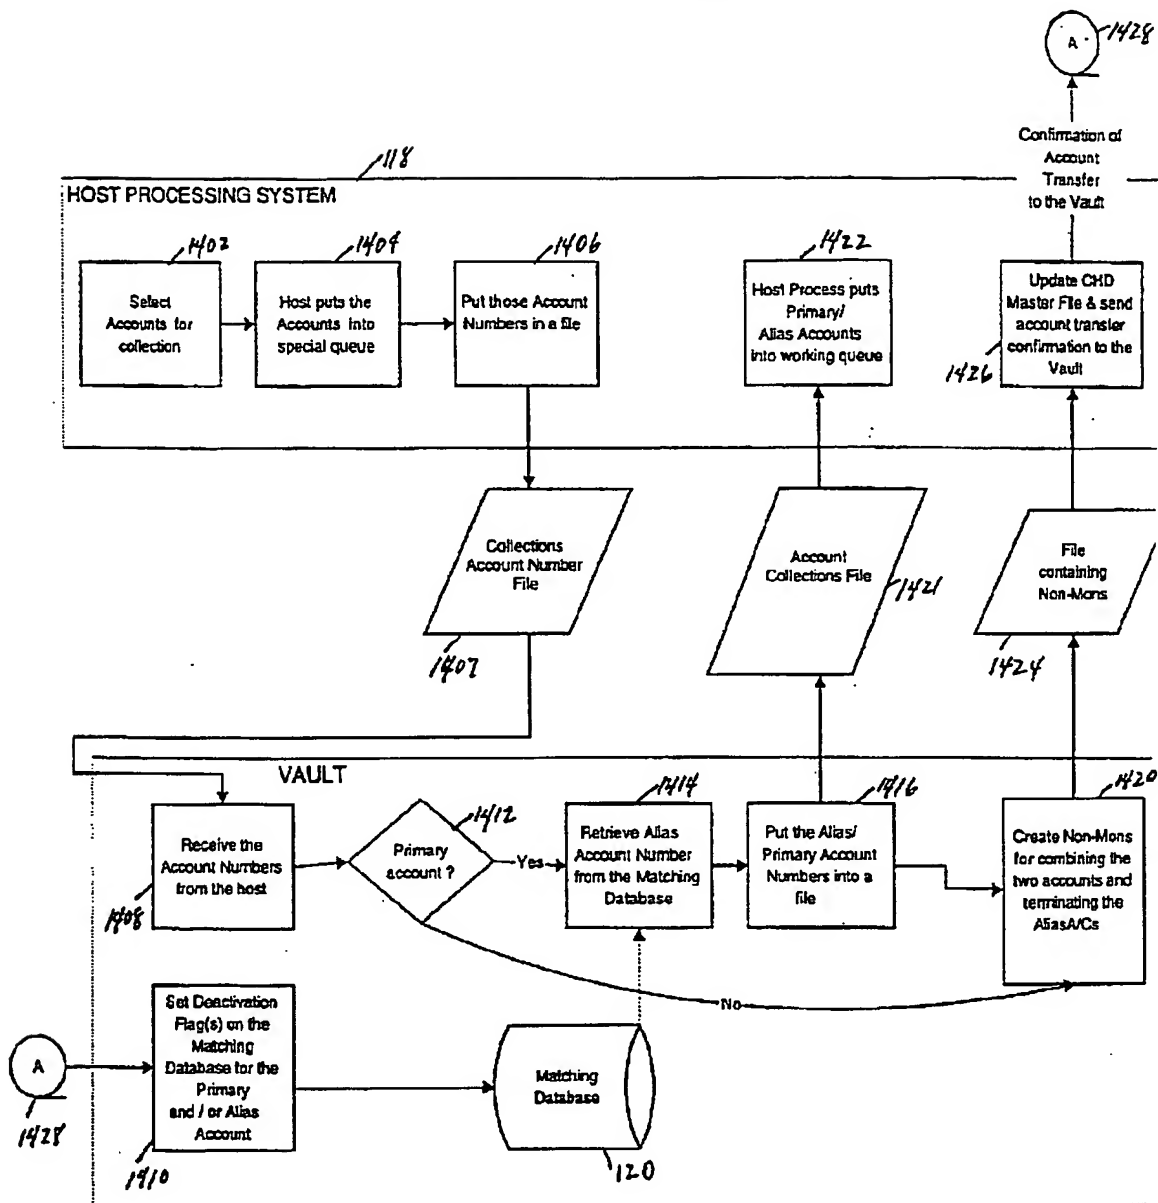 A
1428
Confirmation of
Account
Transfer
to the Vault
118
HOST PROCESSING SYSTEM
1402
Select
Accounts for
collection
1404
Host puts the
Accounts into
special queue
1406
Put those Account
Numbers in a file
1422
Host Process puts
Primary/
Alias Accounts
into working queue
Update CHD
Master File & send
account transfer
confirmation to the
Vault
1426
Collections
Account Number
File
1407
Account
Collections File
1421
File
containing
Non-Mons
1424
VAULT
Receive the
Account Numbers
from the host
1408
1412
Primary
account ?
Yes
1414
Retrieve Alias
Account Number
from the Matching
Database
1416
Put the Alias/
Primary Account
Numbers into a
file
1420
Create Non-Mons
for combining the
two accounts and
terminating the
AliasA/Cs
No
A
1428
Set Deactivation
Flag(s) on the
Matching
Database for the
Primary
and / or Alias
Account
1410
Matching
Database
120